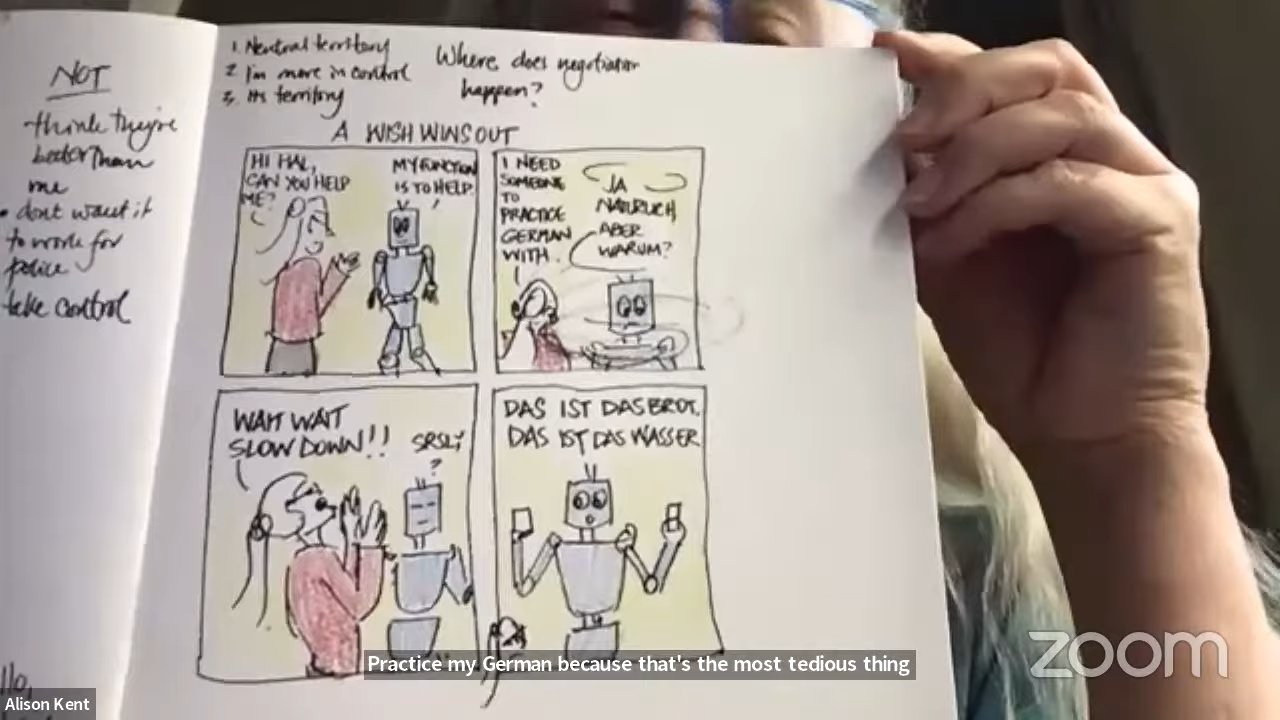 NOT
think they're
better than
me
• dont want it
to work for
police
take control
1. Neutral territory
2 I'm more in control
3, Its territory
Where does negotiation
happen?
A WISH WINS OUT
HI HAL,
CAN YOU HELP
ME?
MY FUNCTION
IS TO HELP.
I NEED
SOMEONE
TO
PRACTICE
GERMAN
WITH.
JA
NATURLICH
ABER
WARUM?
WAIT WAIT
SLOW DOWN!!
SRSLY
?
DAS IST DAS BROT.
DAS IST DAS WASSER
Practice my German because that's the most tedious thing
Alison Kent
zoom